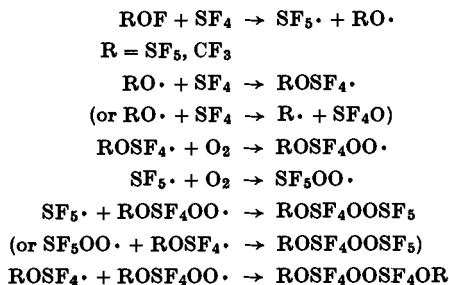 ROF + SF₄ → SF₅· + RO·
R = SF₅, CF₃
RO· + SF₄ → ROSF₄·
(or RO· + SF₄ → R· + SF₄O)
ROSF₄· + O₂ → ROSF₄OO·
SF₅· + O₂ → SF₅OO·
SF₅· + ROSF₄OO· → ROSF₄OOSF₅
(or SF₅OO· + ROSF₄· → ROSF₄OOSF₅)
ROSF₄· + ROSF₄OO· → ROSF₄OOSF₄OR